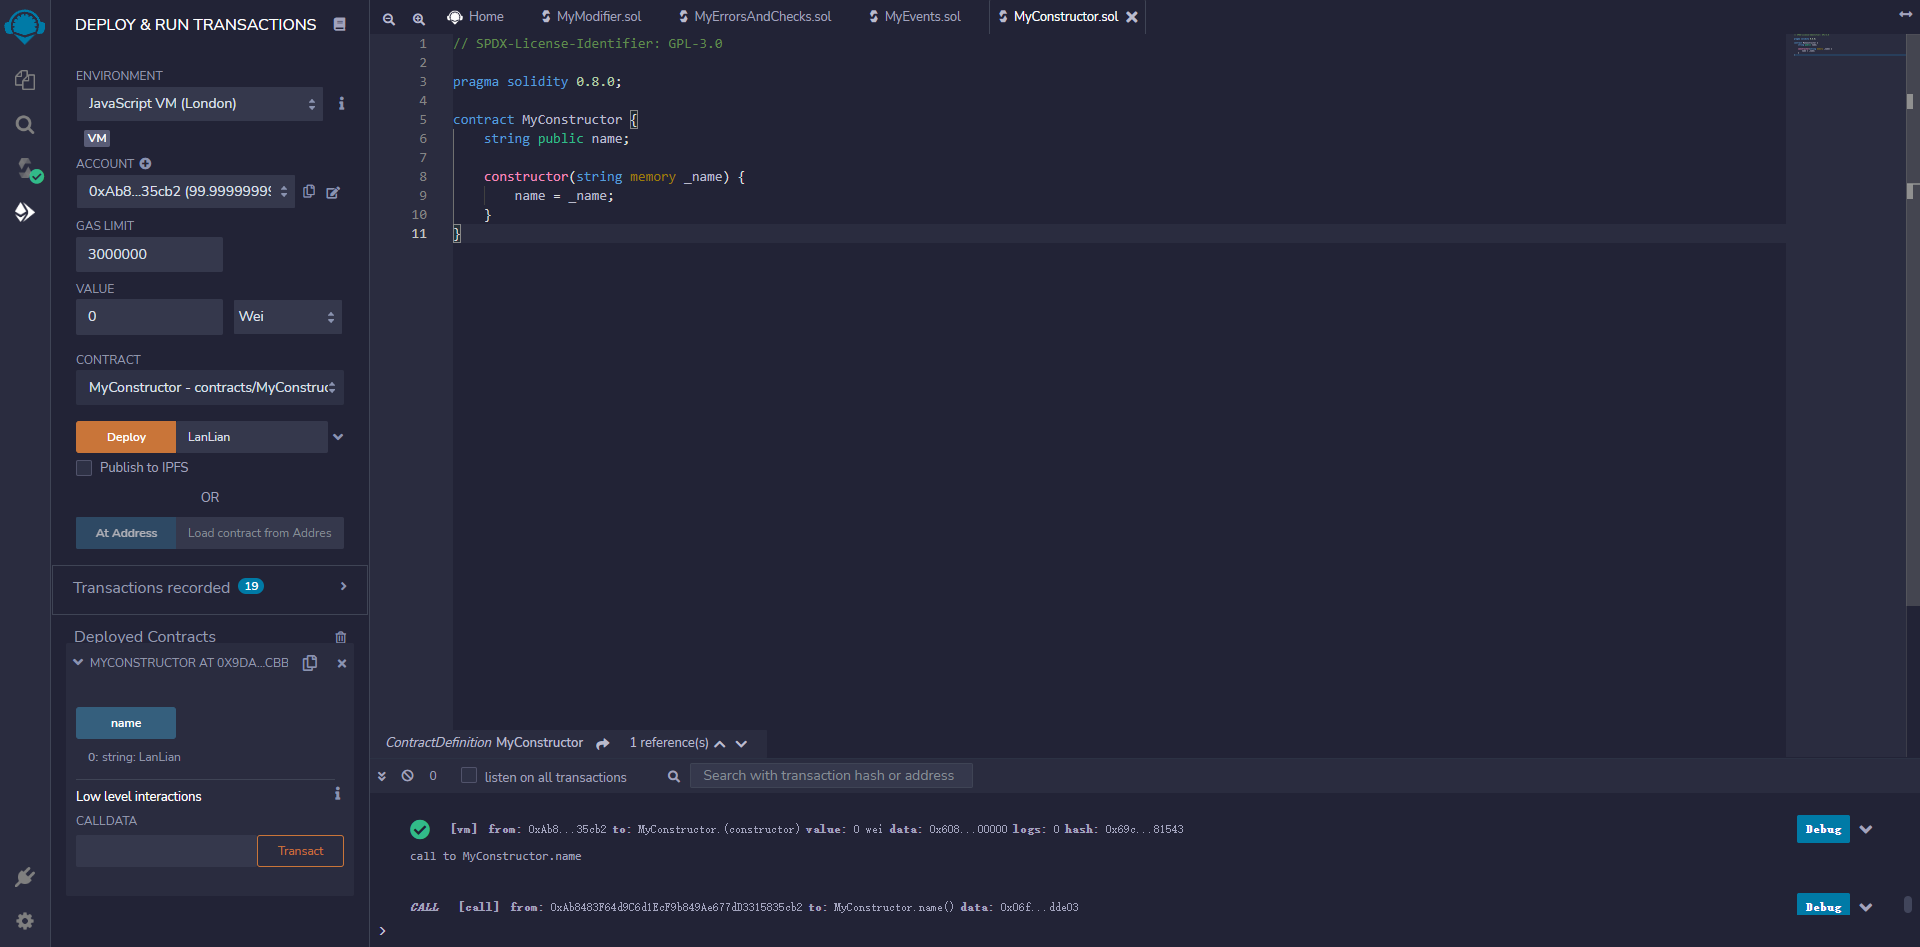 DEPLOY & RUN TRANSACTIONS
ENVIRONMENT
JavaScript VM (London)
VM
ACCOUNT
0xAb8...35cb2 (99.9999999
GAS LIMIT
3000000
VALUE
0
Wei
CONTRACT
MyConstructor - contracts/MyConstruc
Deploy
LanLian
Publish to IPFS
OR
At Address
Load contract from Addres
Transactions recorded 19
Deployed Contracts
MYCONSTRUCTOR AT 0X9DA...CBB
name
0: string: LanLian
Low level interactions
CALLDATA
Transact
Home
MyModifier.sol
MyErrorsAndChecks.sol
MyEvents.sol
MyConstructor.sol
1 // SPDX-License-Identifier: GPL-3.0
2
3 pragma solidity 0.8.0;
4
5 contract MyConstructor {
6 string public name;
7
8 constructor(string memory _name) {
9 name = _name;
10 }
11 }
ContractDefinition MyConstructor 1 reference(s)
0 listen on all transactions Search with transaction hash or address
[vm] from: 0xAb8...35cb2 to: MyConstructor.(constructor) value: 0 wei data: 0x608...00000 logs: 0 hash: 0x69c...81543
Debug
call to MyConstructor.name
CALL [call] from: 0xAb8483F64d9C6d1EcF9b849Ae677dD3315835cb2 to: MyConstructor.name() data: 0x06f...dde03
Debug
>